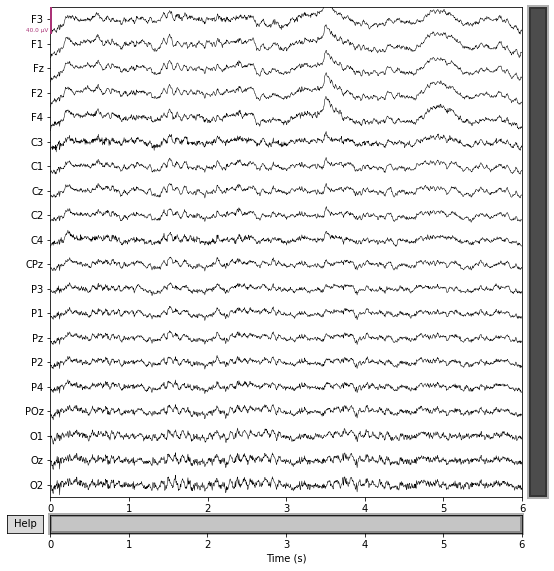 F3
40.0 µV
F1
Fz
F2
F4
C3
C1
Cz
C2
C4
CPz
P3
P1
Pz
P2
P4
POz
O1
Oz
O2
0 1 2 3 4 5 6
Help
0 1 2 3 4 5 6
Time (s)